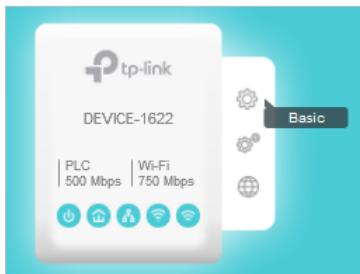 tp-link
DEVICE-1622
Basic
PLC
500 Mbps
Wi-Fi
750 Mbps